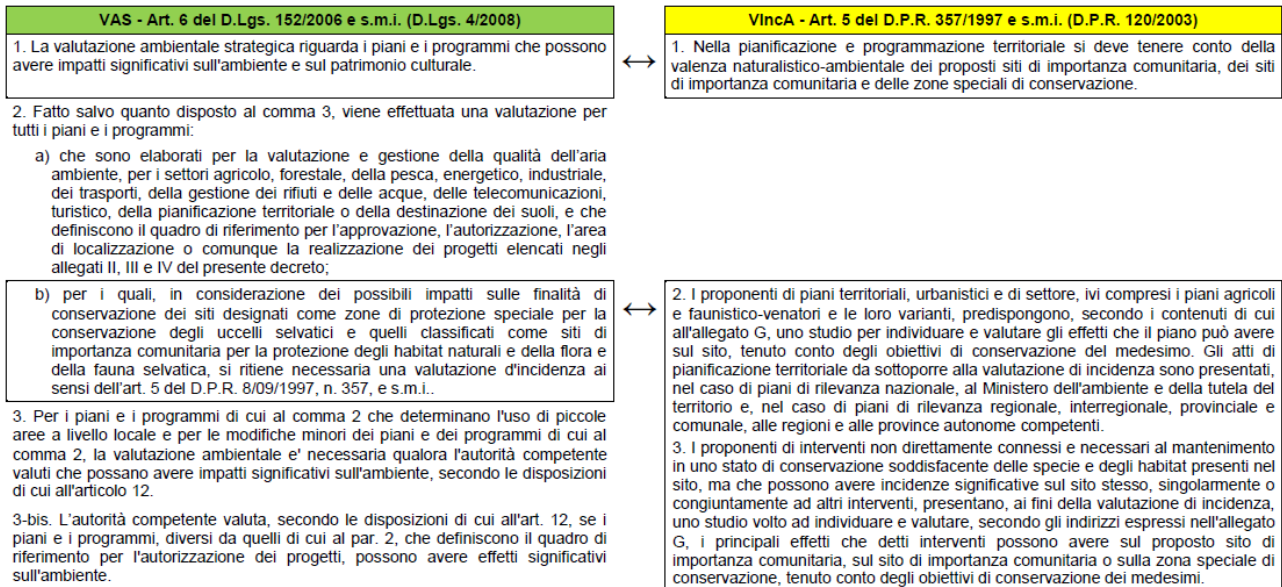 VAS - Art. 6 del D.Lgs. 152/2006 e s.m.i. (D.Lgs. 4/2008)
1. La valutazione ambientale strategica riguarda i piani e i programmi che possono
avere impatti significativi sull'ambiente e sul patrimonio culturale.
2. Fatto salvo quanto disposto al comma 3, viene effettuata una valutazione per
tutti i piani e i programmi:
a) che sono elaborati per la valutazione e gestione della qualità dell'aria
ambiente, per i settori agricolo, forestale, della pesca, energetico, industriale,
dei trasporti, della gestione dei rifiuti e delle acque, delle telecomunicazioni,
turistico, della pianificazione territoriale o della destinazione dei suoli, e che
definiscono il quadro di riferimento per l'approvazione, l'autorizzazione, l'area
di localizzazione o comunque la realizzazione dei progetti elencati negli
allegati II, III e IV del presente decreto;
b) per i quali, in considerazione dei possibili impatti sulle finalità di
conservazione dei siti designati come zone di protezione speciale per la
conservazione degli uccelli selvatici e quelli classificati come siti di
importanza comunitaria per la protezione degli habitat naturali e della flora e
della fauna selvatica, si ritiene necessaria una valutazione d'incidenza ai
sensi dell'art. 5 del D.P.R. 8/09/1997, n. 357, e s.m.i..
3. Per i piani e i programmi di cui al comma 2 che determinano l'uso di piccole
aree a livello locale e per le modifiche minori dei piani e dei programmi di cui al
comma 2, la valutazione ambientale e' necessaria qualora l'autorità competente
valuti che possano avere impatti significativi sull'ambiente, secondo le disposizioni
di cui all'articolo 12.
3-bis. L'autorità competente valuta, secondo le disposizioni di cui all'art. 12, se i
piani e i programmi, diversi da quelli di cui al par. 2, che definiscono il quadro di
riferimento per l'autorizzazione dei progetti, possono avere effetti significativi
sull'ambiente.
↔
↔
VIncA - Art. 5 del D.P.R. 357/1997 e s.m.i. (D.P.R. 120/2003)
1. Nella pianificazione e programmazione territoriale si deve tenere conto della
valenza naturalistico-ambientale dei proposti siti di importanza comunitaria, dei siti
di importanza comunitaria e delle zone speciali di conservazione.
2. I proponenti di piani territoriali, urbanistici e di settore, ivi compresi i piani agricoli
e faunistico-venatori e le loro varianti, predispongono, secondo i contenuti di cui
all'allegato G, uno studio per individuare e valutare gli effetti che il piano può avere
sul sito, tenuto conto degli obiettivi di conservazione del medesimo. Gli atti di
pianificazione territoriale da sottoporre alla valutazione di incidenza sono presentati,
nel caso di piani di rilevanza nazionale, al Ministero dell'ambiente e della tutela del
territorio e, nel caso di piani di rilevanza regionale, interregionale, provinciale e
comunale, alle regioni e alle province autonome competenti.
3. I proponenti di interventi non direttamente connessi e necessari al mantenimento
in uno stato di conservazione soddisfacente delle specie e degli habitat presenti nel
sito, ma che possono avere incidenze significative sul sito stesso, singolarmente o
congiuntamente ad altri interventi, presentano, ai fini della valutazione di incidenza,
uno studio volto ad individuare e valutare, secondo gli indirizzi espressi nell'allegato
G, i principali effetti che detti interventi possono avere sul proposto sito di
importanza comunitaria, sul sito di importanza comunitaria o sulla zona speciale di
conservazione, tenuto conto degli obiettivi di conservazione dei medesimi.